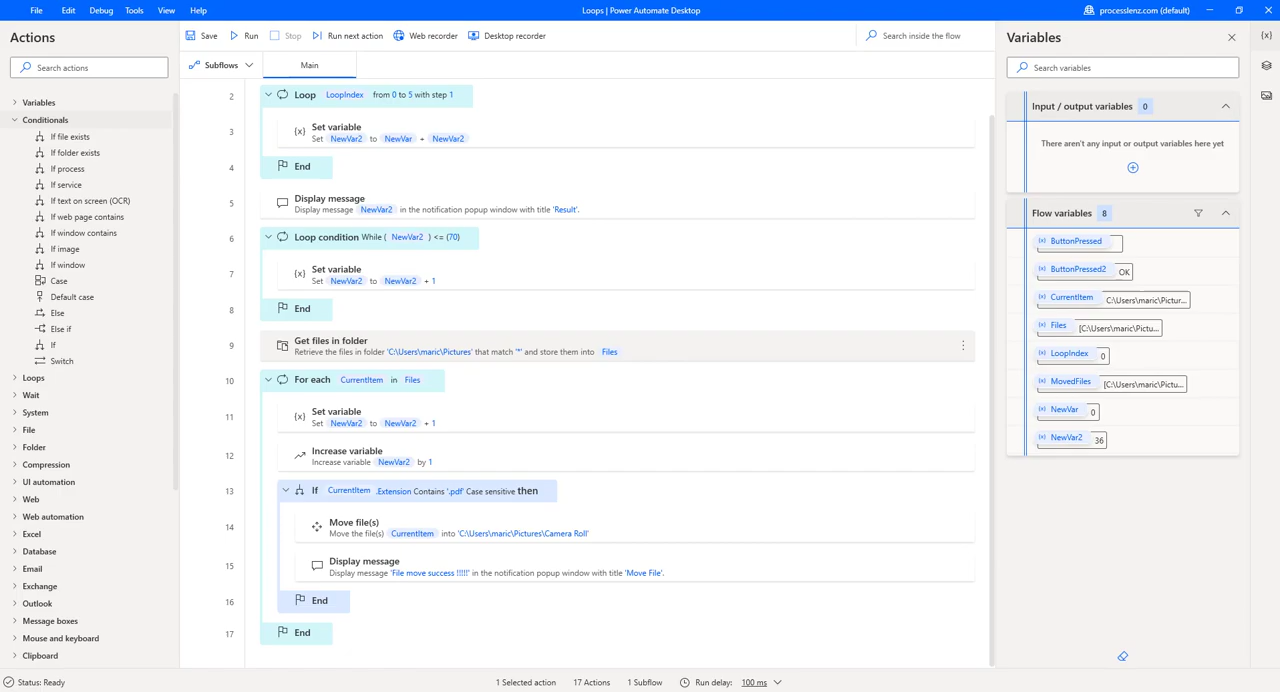 File Edit Debug Tools View Help
Loops | Power Automate Desktop
processlenz.com (default)
Actions
Search actions
Variables
Conditionals
If file exists
If folder exists
If process
If service
If text on screen (OCR)
If web page contains
If window contains
If image
If window
Case
Default case
Else
Else if
If
Switch
Loops
Wait
System
File
Folder
Compression
UI automation
Web
Web automation
Excel
Database
Email
Exchange
Outlook
Message boxes
Mouse and keyboard
Clipboard
Save Run Stop Run next action Web recorder Desktop recorder
Search inside the flow
Subflows Main
2 Loop LoopIndex from 0 to 5 with step 1
3 Set variable
Set NewVar2 to NewVar + NewVar2
4 End
5 Display message
Display message NewVar2 in the notification popup window with title 'Result'.
6 Loop condition While ( NewVar2 ) <= (70)
7 Set variable
Set NewVar2 to NewVar2 + 1
8 End
9 Get files in folder
Retrieve the files in folder 'C:\Users\maric\Pictures' that match '*' and store them into Files
10 For each CurrentItem in Files
11 Set variable
Set NewVar2 to NewVar2 + 1
12 Increase variable
Increase variable NewVar2 by 1
13 If CurrentItem .Extension Contains '.pdf' Case sensitive then
14 Move file(s)
Move the file(s) CurrentItem into 'C:\Users\maric\Pictures\Camera Roll'
15 Display message
Display message 'File move success !!!!!' in the notification popup window with title 'Move File'.
16 End
17 End
Variables
{x}
Search variables
Input / output variables 0
There aren't any input or output variables here yet
Flow variables 8
(x) ButtonPressed
(x) ButtonPressed2 OK
(x) CurrentItem C:\Users\maric\Pictur...
(x) Files [C:\Users\maric\Pictu...
(x) LoopIndex 0
(x) MovedFiles [C:\Users\maric\Pictu...
(x) NewVar 0
(x) NewVar2 36
Status: Ready
1 Selected action 17 Actions 1 Subflow Run delay: 100 ms